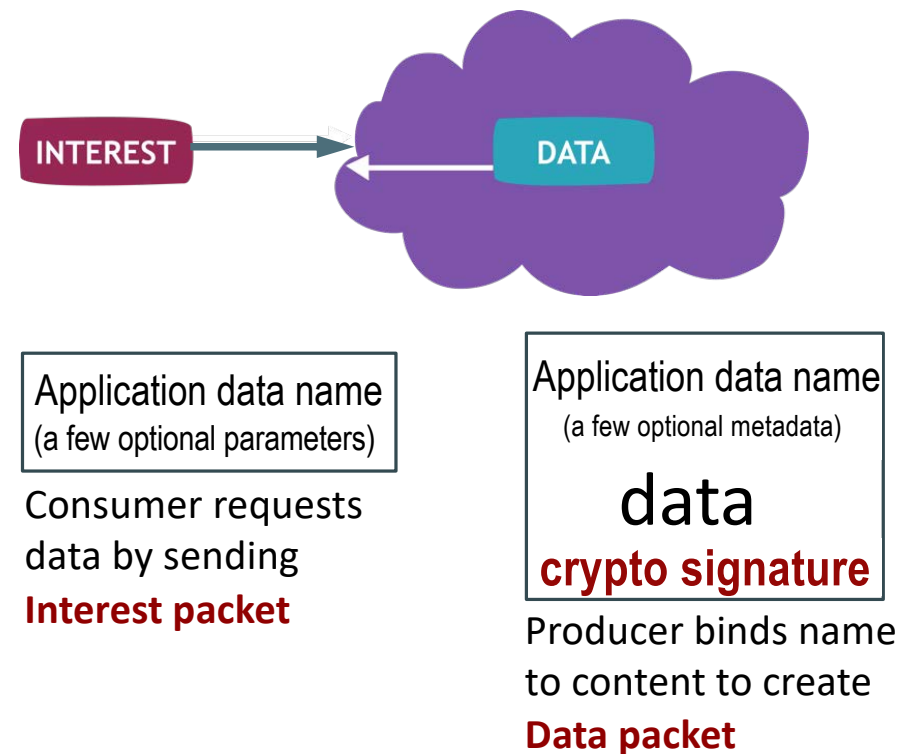 INTEREST
DATA
Application data name
(a few optional parameters)
Consumer requests
data by sending
Interest packet
Application data name
(a few optional metadata)
data
crypto signature
Producer binds name
to content to create
Data packet